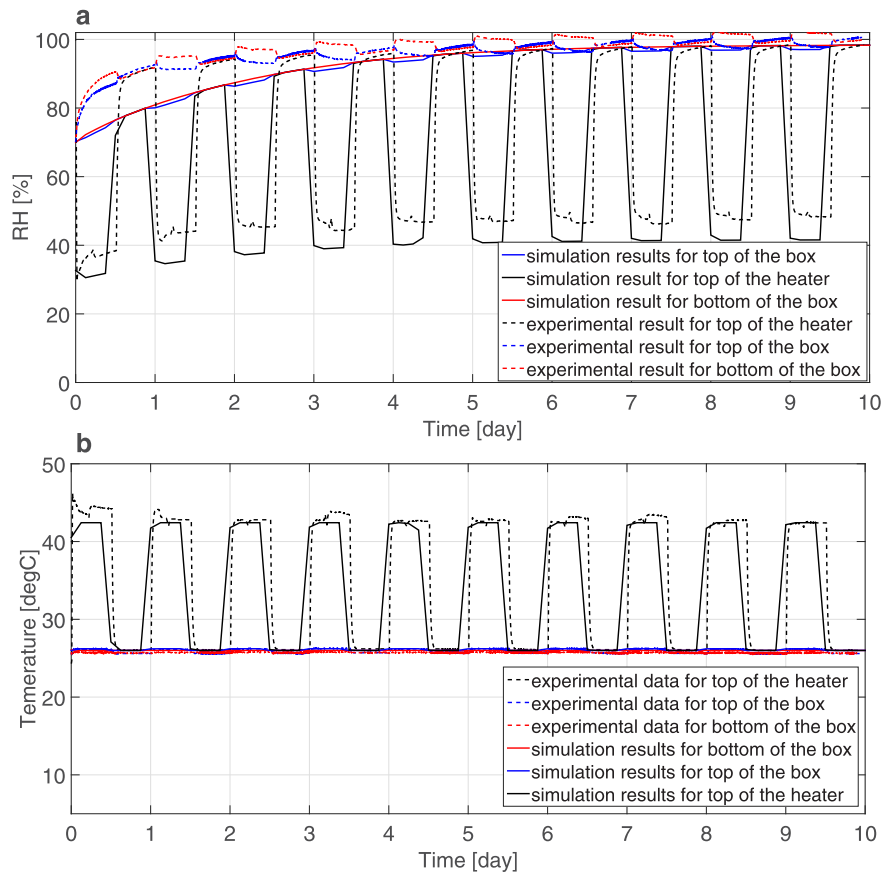 a
100
80
60
40
20
0
RH [%]
simulation results for top of the box
simulation result for top of the heater
simulation result for bottom of the box
experimental result for top of the heater
experimental result for top of the box
experimental result for bottom of the box
0 1 2 3 4 5 6 7 8 9 10
Time [day]
b
50
40
30
20
10
Temerature [degC]
experimental data for top of the heater
experimental data for top of the box
experimental data for bottom of the box
simulation results for bottom of the box
simulation results for top of the box
simulation results for top of the heater
0 1 2 3 4 5 6 7 8 9 10
Time [day]